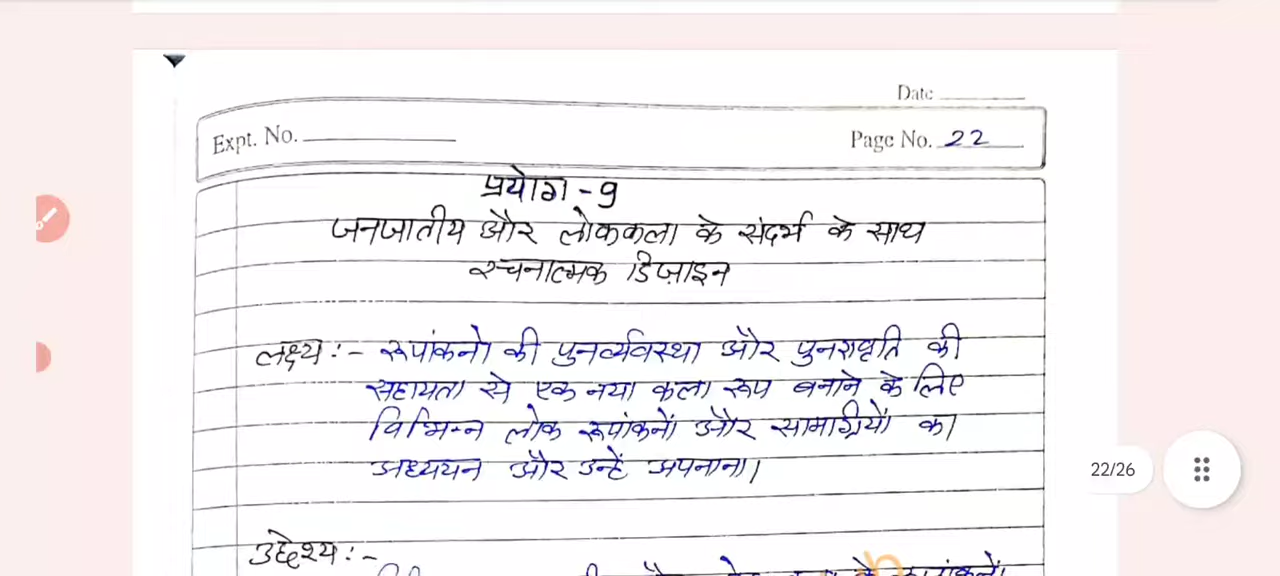 Date
Expt. No.
Page No. 22
प्रयोग - 9
जनजातीय और लोककला के संदर्भ के साथ
रचनात्मक डिज़ाइन
लक्ष्य :- रूपांकनो की पुनर्व्यवस्था और पुनरावृति की
सहायता से एक नया कला रूप बनाने के लिए
विभिन्न लोक रूपांकनों और सामाग्रियों का
अध्ययन और उन्हें अपनाना।
22/26
उद्देश्य :-